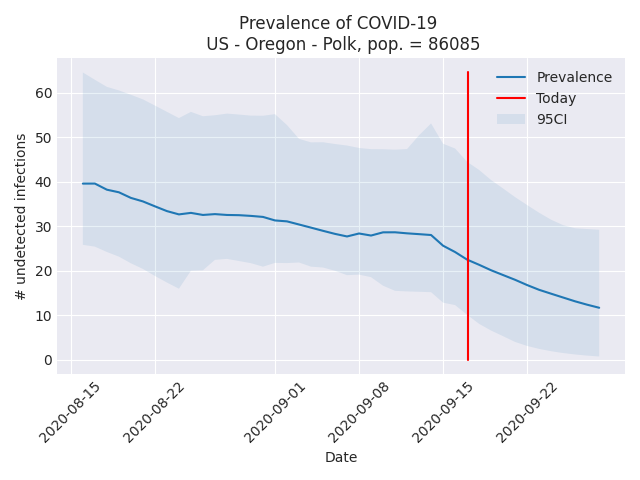 Prevalence of COVID-19
US - Oregon - Polk, pop. = 86085
Prevalence
Today
95CI
# undetected infections
60
50
40
30
20
10
0
2020-08-15
2020-08-22
2020-09-01
2020-09-08
2020-09-15
2020-09-22
Date